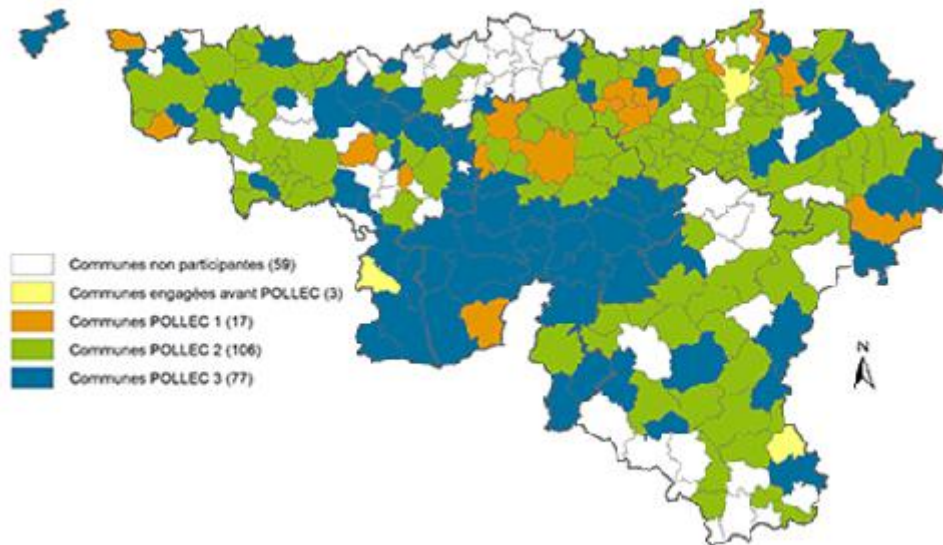 Communes non participantes (59)
Communes engagées avant POLLEC (3)
Communes POLLEC 1 (17)
Communes POLLEC 2 (106)
Communes POLLEC 3 (77)
N